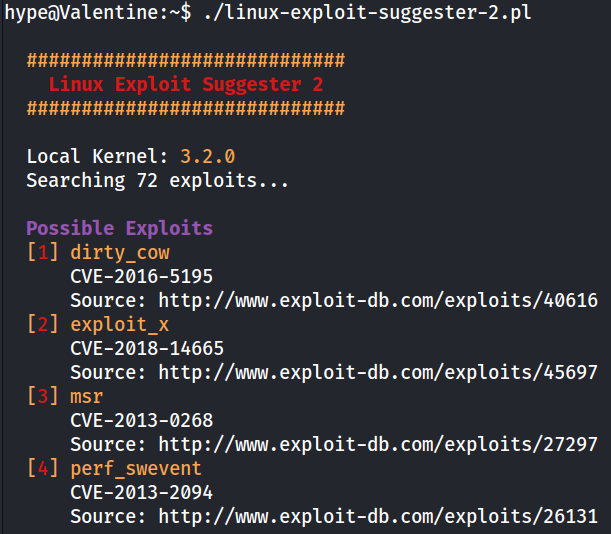 hype@Valentine:~$ ./linux-exploit-suggester-2.pl
#############################
Linux Exploit Suggester 2
#############################
Local Kernel: 3.2.0
Searching 72 exploits...
Possible Exploits
[1] dirty_cow
CVE-2016-5195
Source: http://www.exploit-db.com/exploits/40616
[2] exploit_x
CVE-2018-14665
Source: http://www.exploit-db.com/exploits/45697
[3] msr
CVE-2013-0268
Source: http://www.exploit-db.com/exploits/27297
[4] perf_swevent
CVE-2013-2094
Source: http://www.exploit-db.com/exploits/26131